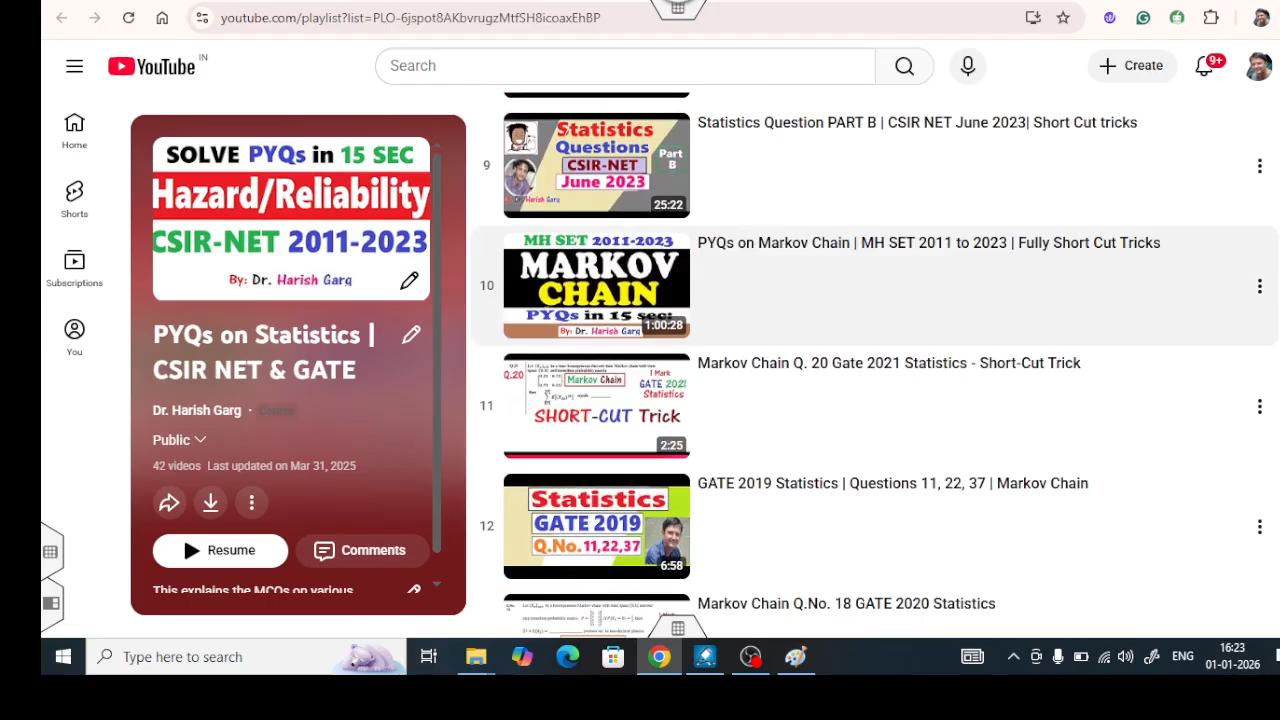 youtube.com/playlist?list=PLO-6jspot8AKbvrugzMtfSH8icoaxEhBP
YouTube IN
Search
Create
9+
Home
Shorts
Subscriptions
You
SOLVE PYQs in 15 SEC
Hazard/Reliability
CSIR-NET 2011-2023
By: Dr. Harish Garg
PYQs on Statistics |
CSIR NET & GATE
Dr. Harish Garg · Course
Public
42 videos Last updated on Mar 31, 2025
Resume
Comments
This explains the MCQs on various
9
Statistics
Questions
CSIR-NET
June 2023
Part
B
Dr. Harish Garg
25:22
Statistics Question PART B | CSIR NET June 2023| Short Cut tricks
10
MH SET 2011-2023
MARKOV
CHAIN
PYQs in 15 sec:
By: Dr. Harish Garg
1:00:28
PYQs on Markov Chain | MH SET 2011 to 2023 | Fully Short Cut Tricks
11
Q.20
Markov Chain
1 Mark
GATE 2021
Statistics
SHORT-CUT Trick
2:25
Markov Chain Q. 20 Gate 2021 Statistics - Short-Cut Trick
12
Statistics
GATE 2019
Q.No. 11,22,37
6:58
GATE 2019 Statistics | Questions 11, 22, 37 | Markov Chain
Markov Chain Q.No. 18 GATE 2020 Statistics
Type here to search
ENG
16:23
01-01-2026